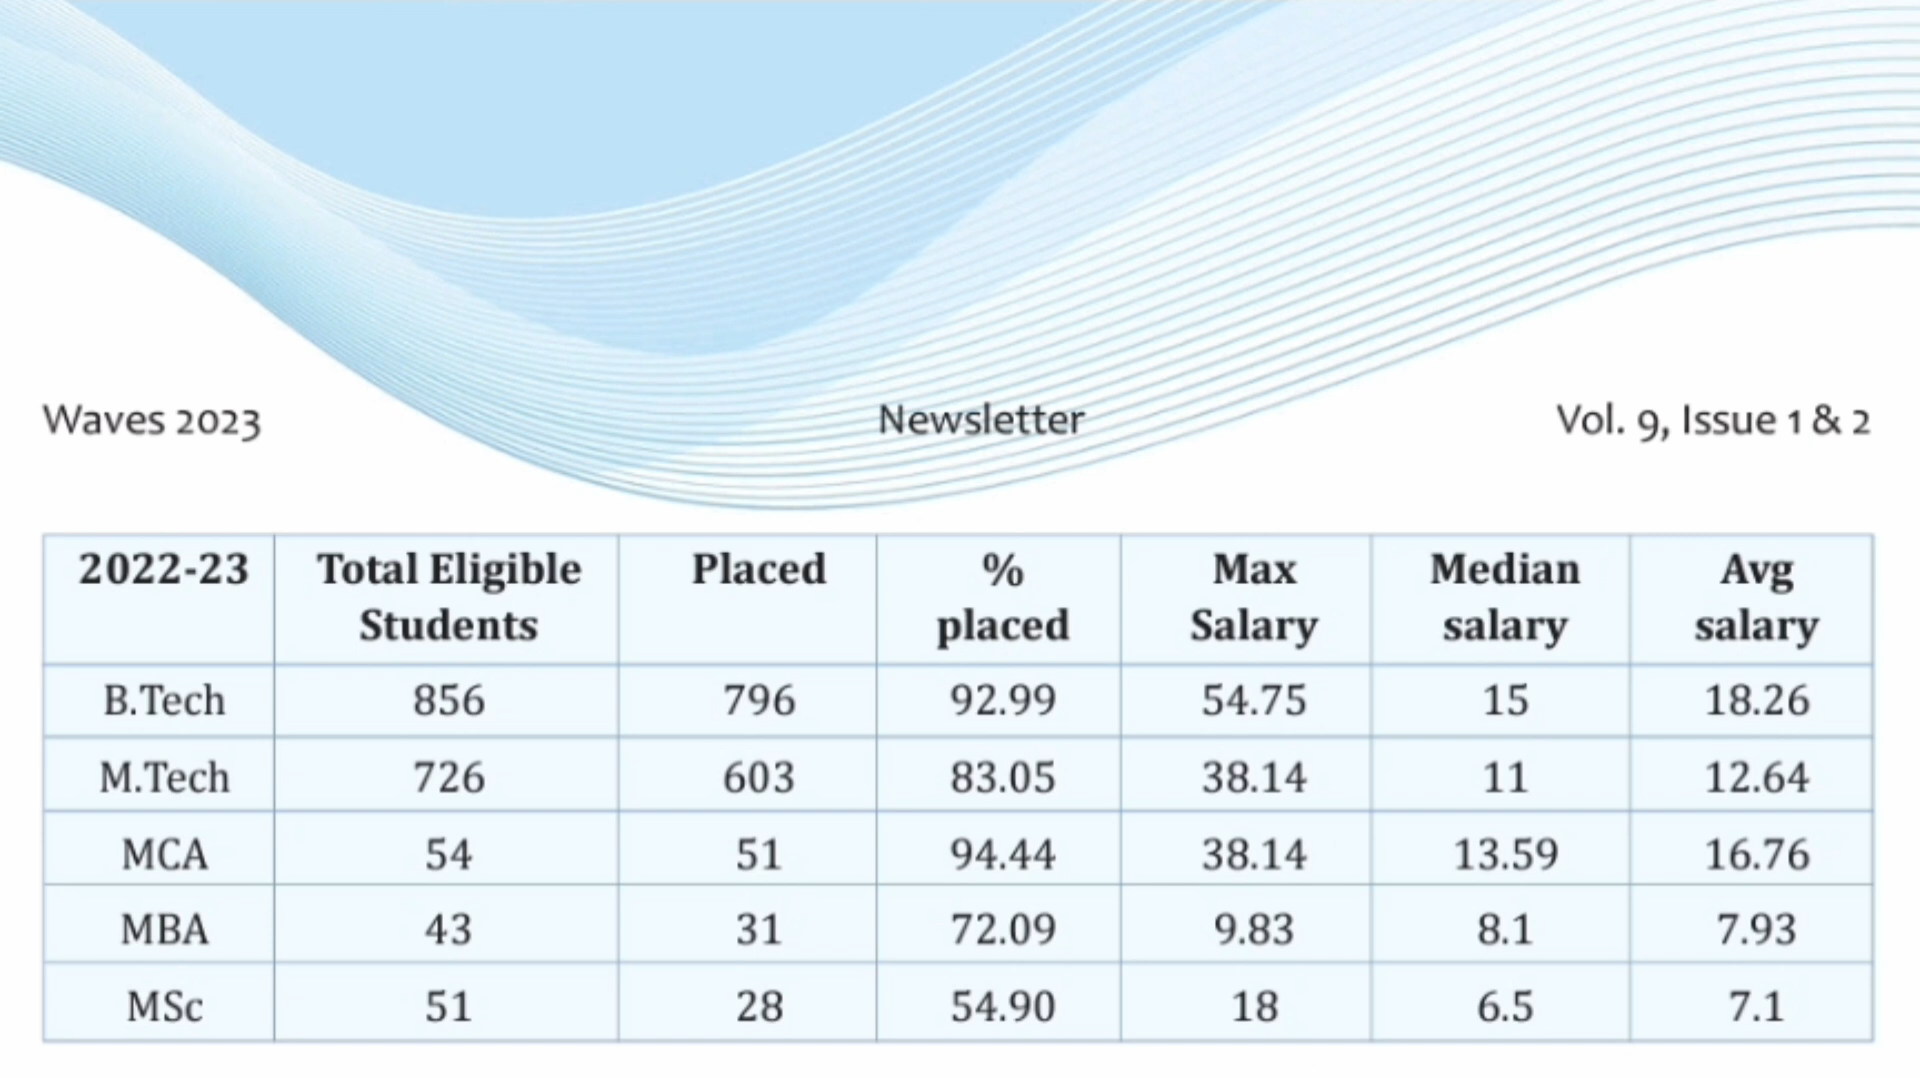 Waves 2023 Newsletter Vol. 9, Issue 1 & 2
2022-23 Total Eligible Students Placed % placed Max Salary Median salary Avg salary
B.Tech 856 796 92.99 54.75 15 18.26
M.Tech 726 603 83.05 38.14 11 12.64
MCA 54 51 94.44 38.14 13.59 16.76
MBA 43 31 72.09 9.83 8.1 7.93
MSc 51 28 54.90 18 6.5 7.1